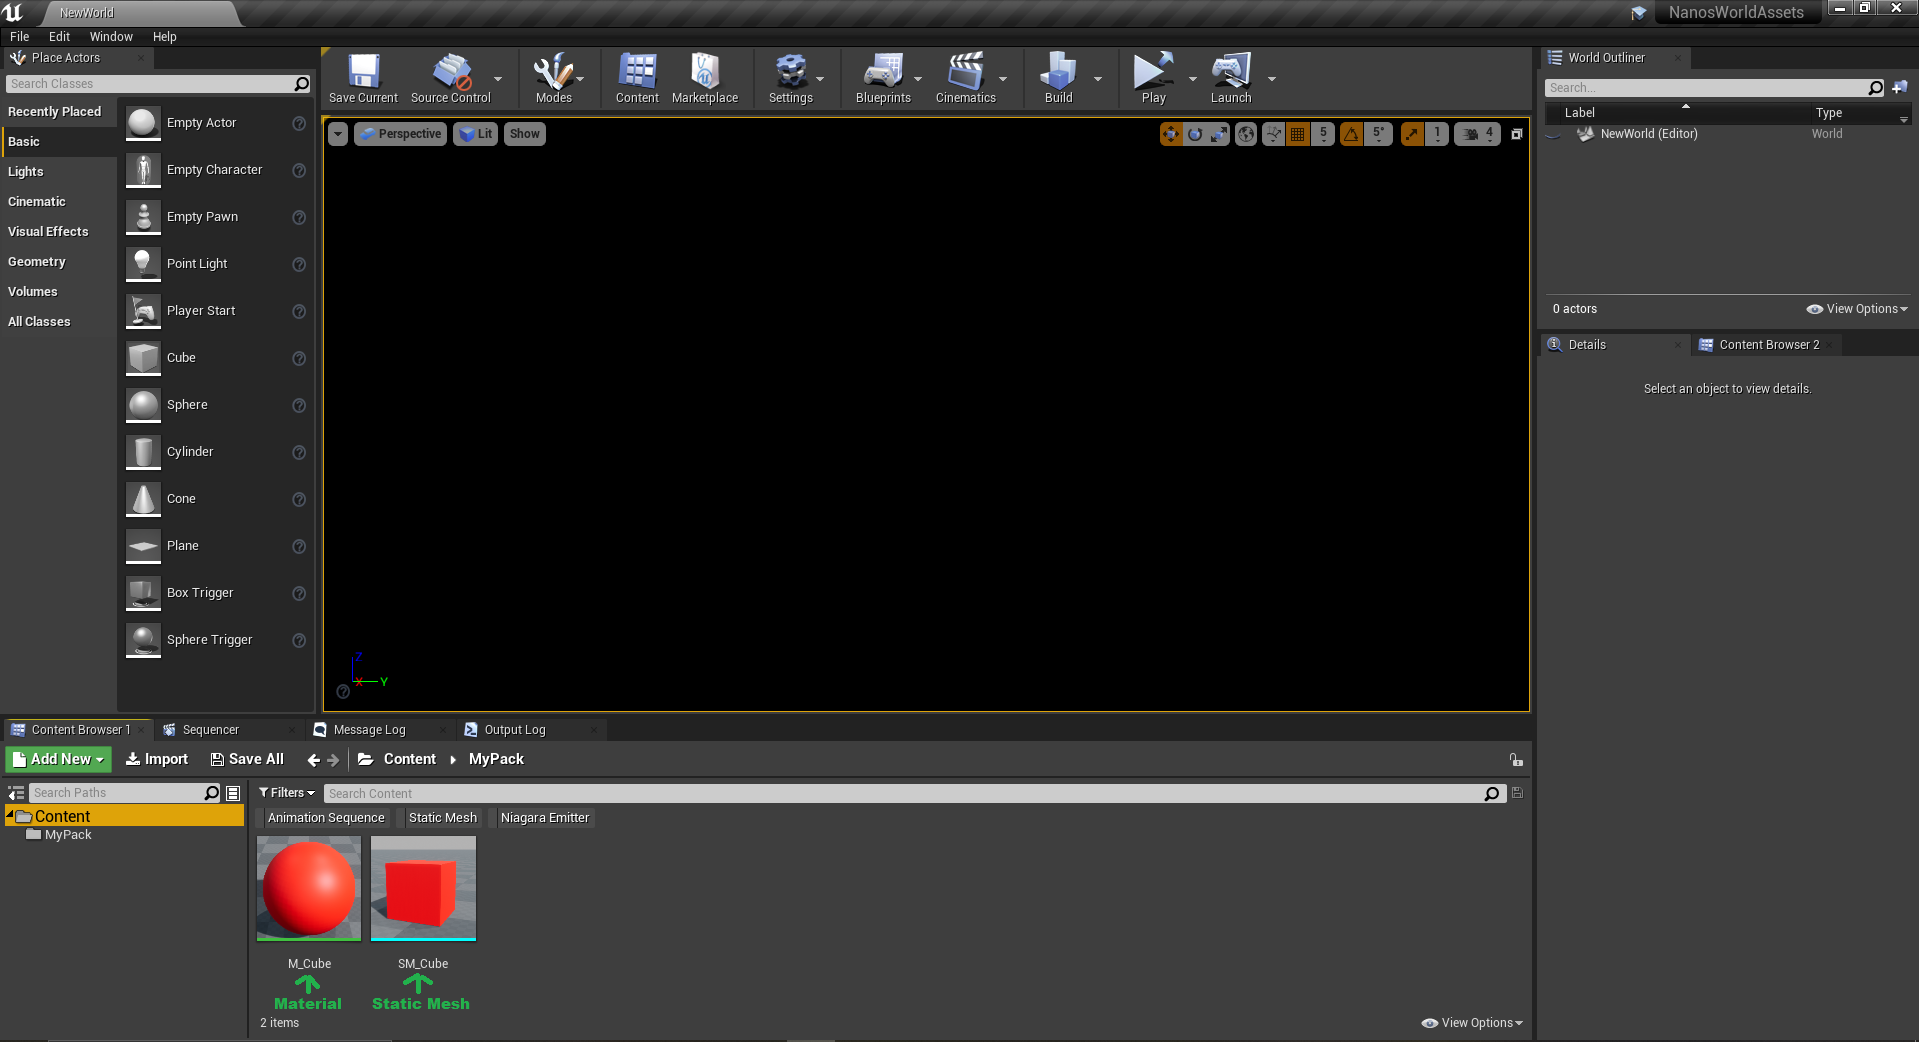 NewWorld
NanosWorldAssets
File Edit Window Help
Place Actors
Search Classes
Recently Placed
Basic
Lights
Cinematic
Visual Effects
Geometry
Volumes
All Classes
Empty Actor
Empty Character
Empty Pawn
Point Light
Player Start
Cube
Sphere
Cylinder
Cone
Plane
Box Trigger
Sphere Trigger
Save Current Source Control Modes Content Marketplace Settings Blueprints Cinematics Build Play Launch
Perspective Lit Show 5 5° 1 4
Z
X Y
World Outliner
Search...
Label Type
NewWorld (Editor) World
0 actors View Options
Details Content Browser 2
Select an object to view details.
Content Browser 1 Sequencer Message Log Output Log
Add New Import Save All Content MyPack
Search Paths
Content
MyPack
Filters Search Content
Animation Sequence Static Mesh Niagara Emitter
M_Cube SM_Cube
Material Static Mesh
2 items View Options